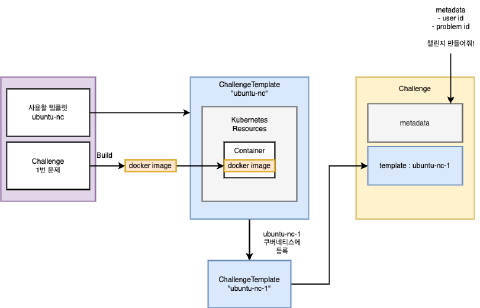 metadata
- user id
- problem id
챌린지 만들어줘!
사용할 템플릿
ubuntu-nc
Challenge
1번 문제
Build
docker image
ChallengeTemplate
"ubuntu-nc"
Kubernetes
Resources
Container
docker image
ubuntu-nc-1
쿠버네티스에
등록
ChallengeTemplate
"ubuntu-nc-1"
Challenge
metadata
template : ubuntu-nc-1